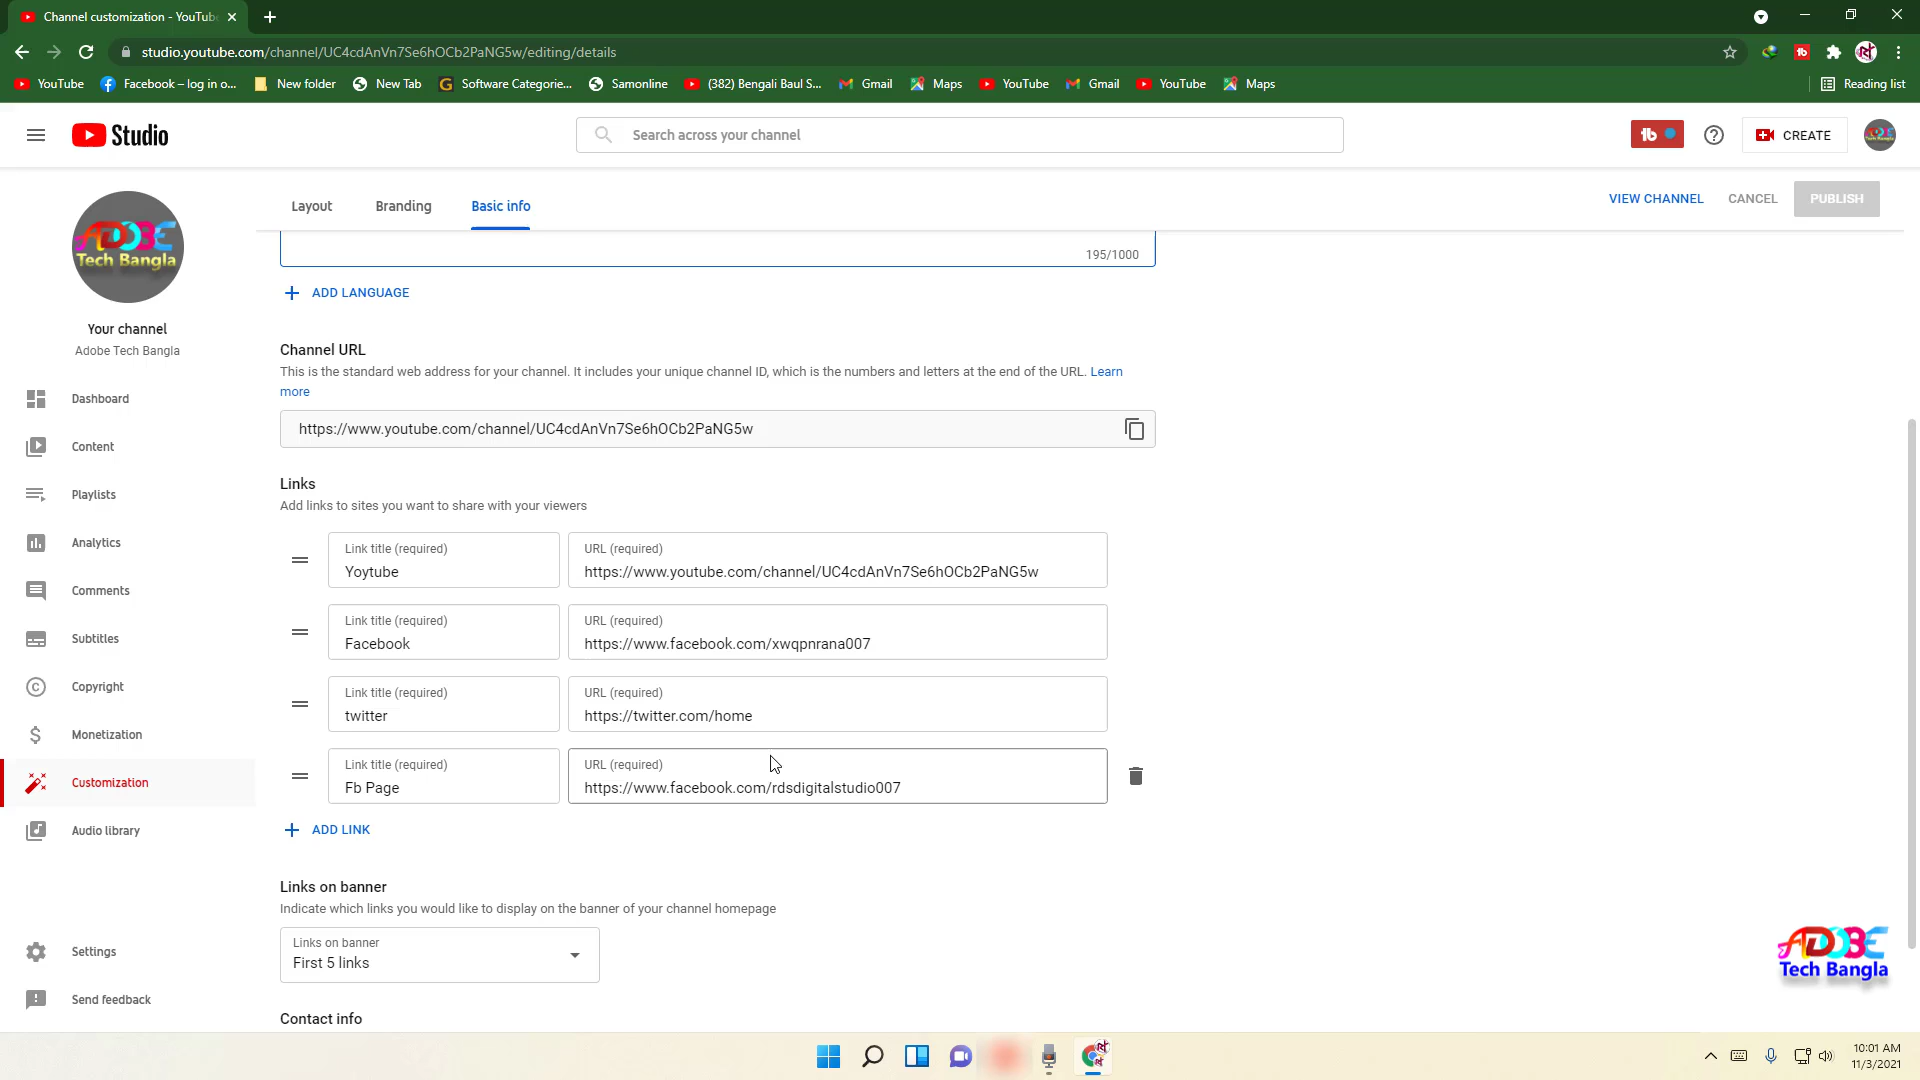 Channel customization - YouTub
studio.youtube.com/channel/UC4cdAnVn7Se6hOCb2PaNG5w/editing/details
YouTube
Facebook – log in o...
New folder
New Tab
Software Categorie...
Samonline
(382) Bengali Baul S...
Gmail
Maps
YouTube
Gmail
YouTube
Maps
Reading list
Studio
Search across your channel
CREATE
Layout
Branding
Basic info
VIEW CHANNEL
CANCEL
PUBLISH
ADOBE
Tech Bangla
Your channel
Adobe Tech Bangla
Dashboard
Content
Playlists
Analytics
Comments
Subtitles
Copyright
Monetization
Customization
Audio library
Settings
Send feedback
195/1000
ADD LANGUAGE
Channel URL
This is the standard web address for your channel. It includes your unique channel ID, which is the numbers and letters at the end of the URL. Learn
more
https://www.youtube.com/channel/UC4cdAnVn7Se6hOCb2PaNG5w
Links
Add links to sites you want to share with your viewers
Link title (required)
Yoytube
URL (required)
https://www.youtube.com/channel/UC4cdAnVn7Se6hOCb2PaNG5w
Link title (required)
Facebook
URL (required)
https://www.facebook.com/xwqpnrana007
Link title (required)
twitter
URL (required)
https://twitter.com/home
Link title (required)
Fb Page
URL (required)
https://www.facebook.com/rdsdigitalstudio007
ADD LINK
Links on banner
Indicate which links you would like to display on the banner of your channel homepage
Links on banner
First 5 links
Contact info
ADOBE
Tech Bangla
10:01 AM
11/3/2021